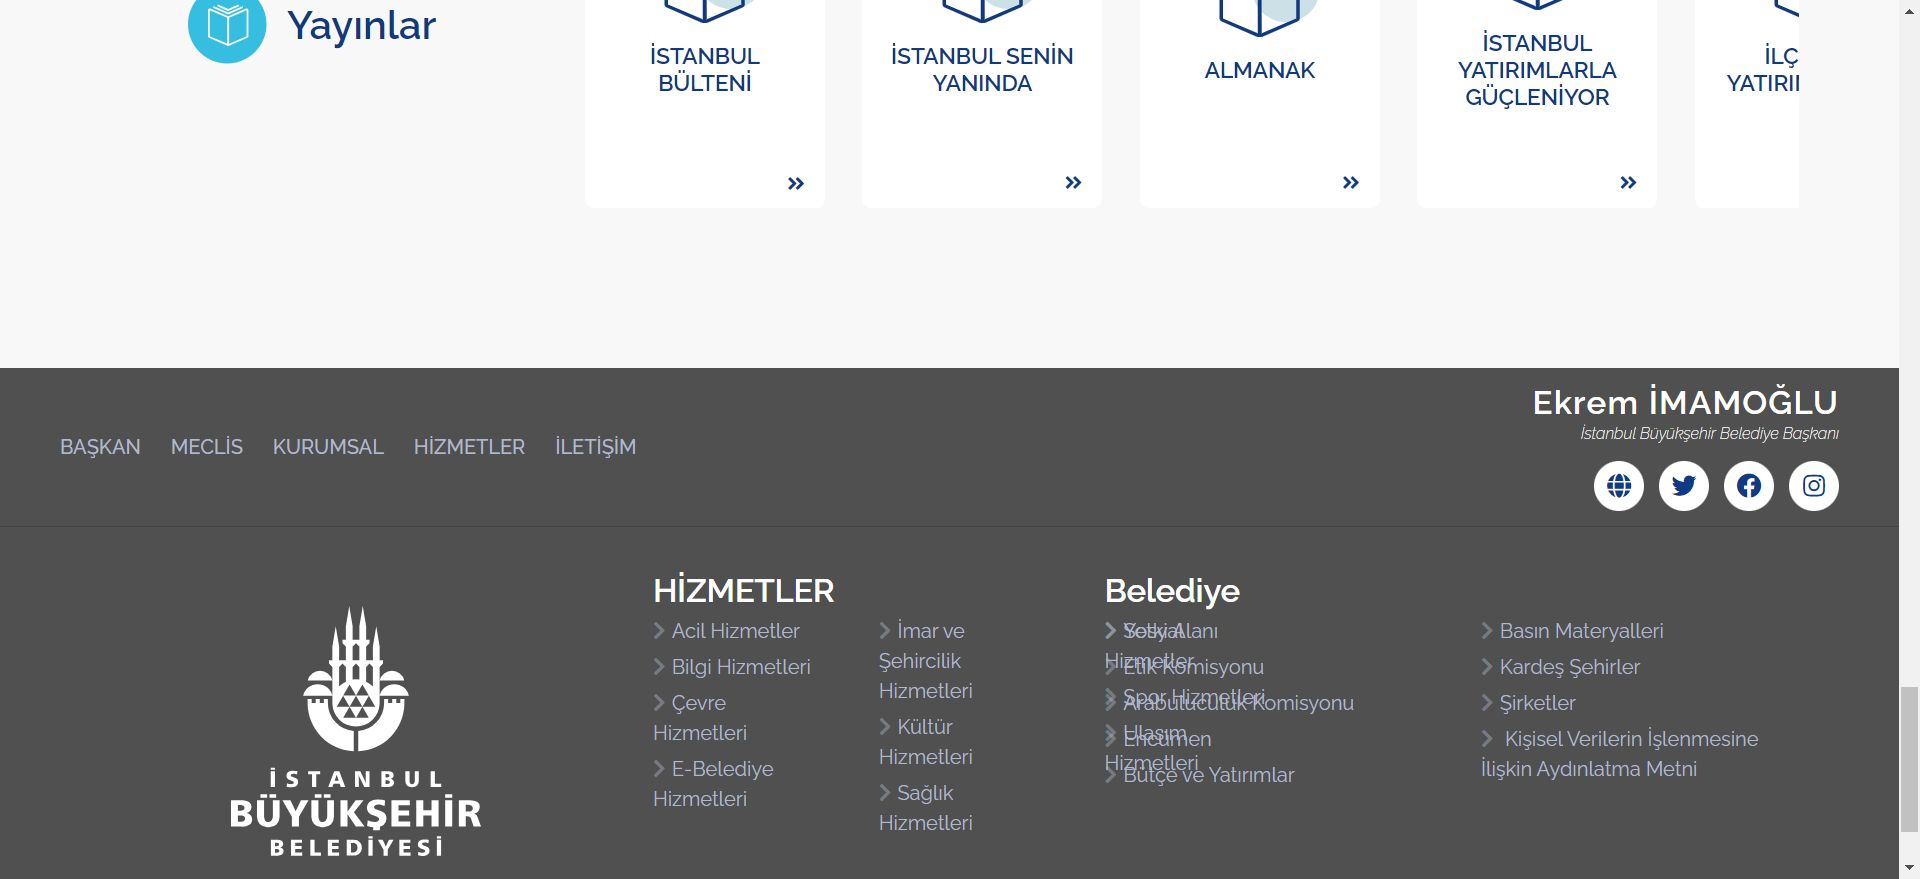 Yayınlar
İSTANBUL
BÜLTENİ
İSTANBUL SENİN
YANINDA
ALMANAK
İSTANBUL
YATIRIMLARLA
GÜÇLENİYOR
İLÇ
YATIRI
BAŞKAN
MECLİS
KURUMSAL
HİZMETLER
İLETİŞİM
Ekrem İMAMOĞLU
İstanbul Büyükşehir Belediye Başkanı
İSTANBUL
BÜYÜKŞEHİR
BELEDİYESİ
HİZMETLER
Acil Hizmetler
Bilgi Hizmetleri
Çevre
Hizmetleri
E-Belediye
Hizmetleri
İmar ve
Şehircilik
Hizmetleri
Kültür
Hizmetleri
Sağlık
Hizmetleri
Sosyal
Hizmetler
Spor Hizmetleri
Ulaşım
Hizmetleri
Belediye
Yetki Alanı
Etik Komisyonu
Arabuluculuk Komisyonu
Encümen
Bütçe ve Yatırımlar
Basın Materyalleri
Kardeş Şehirler
Şirketler
Kişisel Verilerin İşlenmesine
İlişkin Aydınlatma Metni